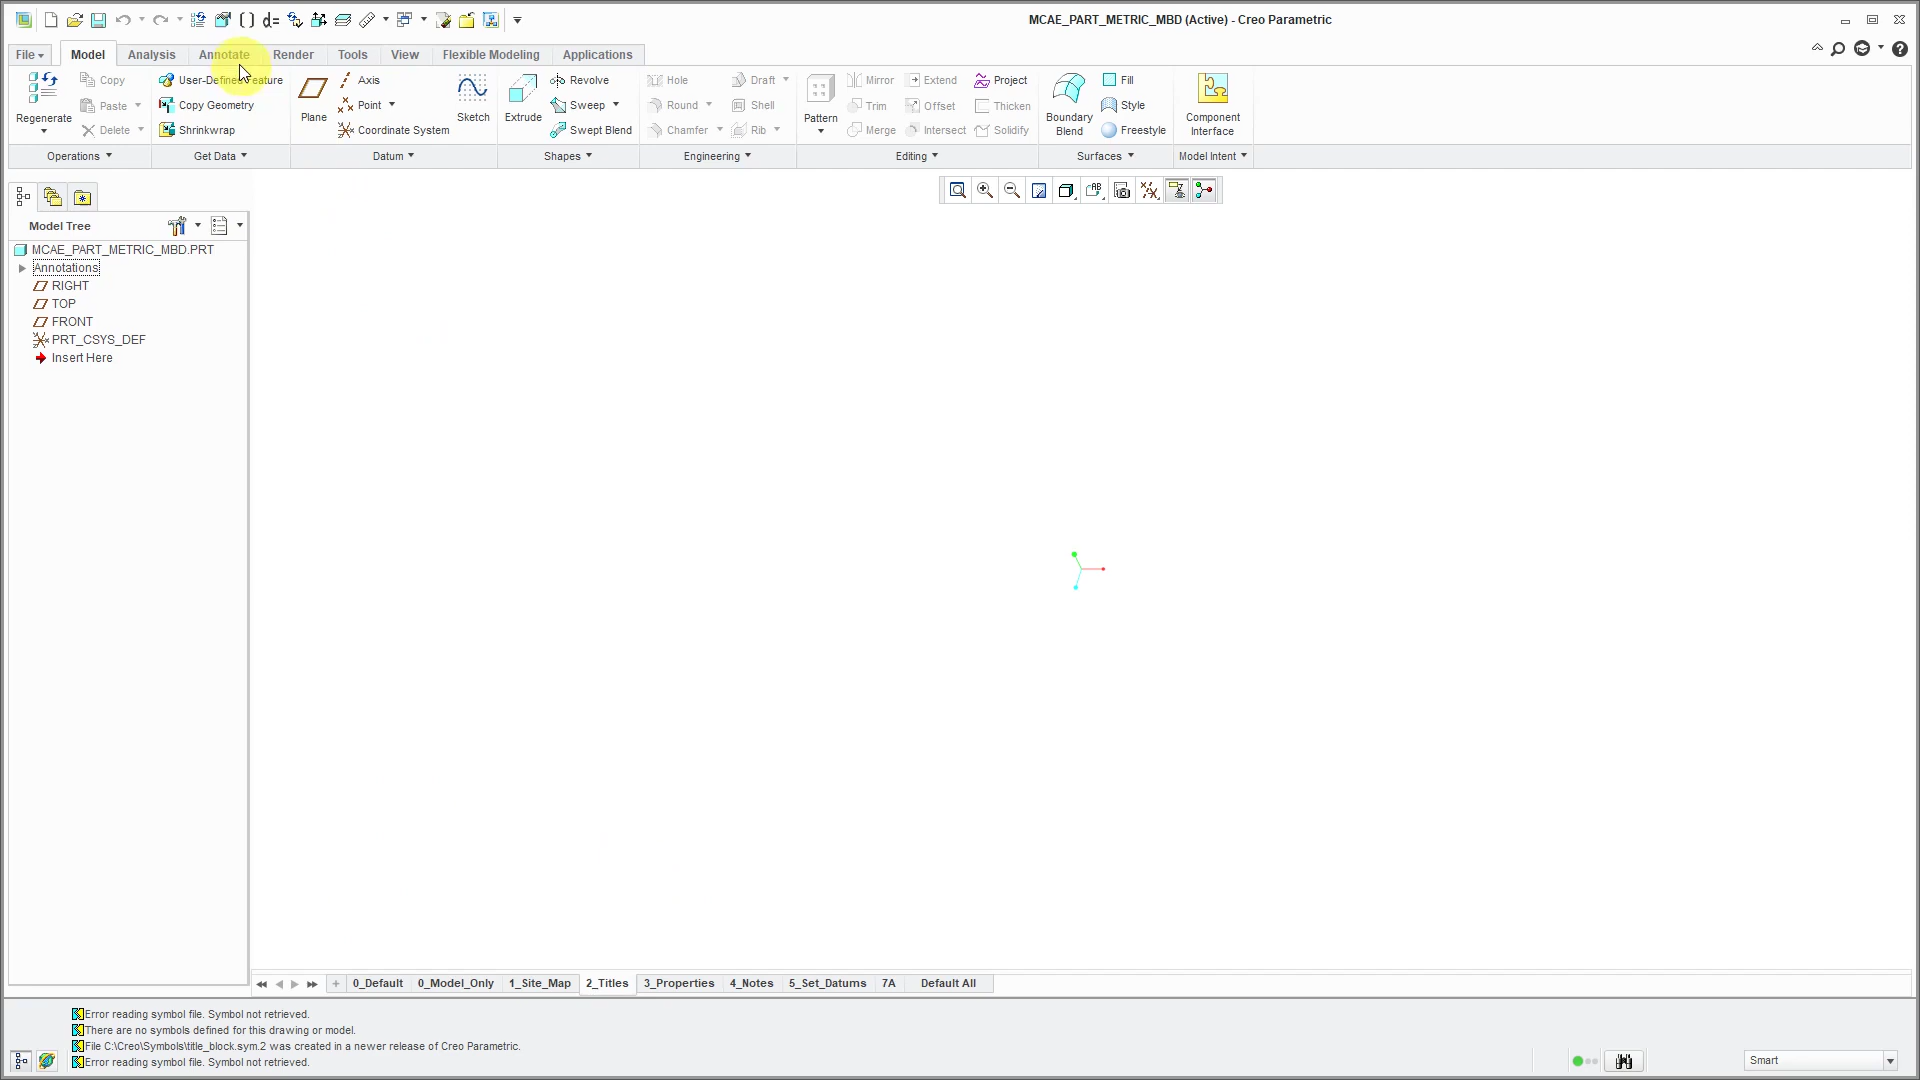 MCAE_PART_METRIC_MBD (Active) - Creo Parametric
File Model Analysis Annotate Render Tools View Flexible Modeling Applications
Regenerate
Copy
Paste
Delete
Operations
User-Defined Feature
Copy Geometry
Shrinkwrap
Get Data
Plane
Axis
Point
Coordinate System
Sketch
Datum
Extrude
Revolve
Sweep
Swept Blend
Shapes
Hole
Round
Chamfer
Draft
Shell
Rib
Engineering
Pattern
Mirror
Trim
Merge
Extend
Offset
Intersect
Project
Thicken
Solidify
Editing
Boundary
Blend
Fill
Style
Freestyle
Surfaces
Component
Interface
Model Intent
Model Tree
MCAE_PART_METRIC_MBD.PRT
Annotations
RIGHT
TOP
FRONT
PRT_CSYS_DEF
Insert Here
0_Default 0_Model_Only 1_Site_Map 2_Titles 3_Properties 4_Notes 5_Set_Datums 7A Default All
Error reading symbol file. Symbol not retrieved.
There are no symbols defined for this drawing or model.
File C:\Creo\Symbols\title_block.sym.2 was created in a newer release of Creo Parametric.
Error reading symbol file. Symbol not retrieved.
Smart